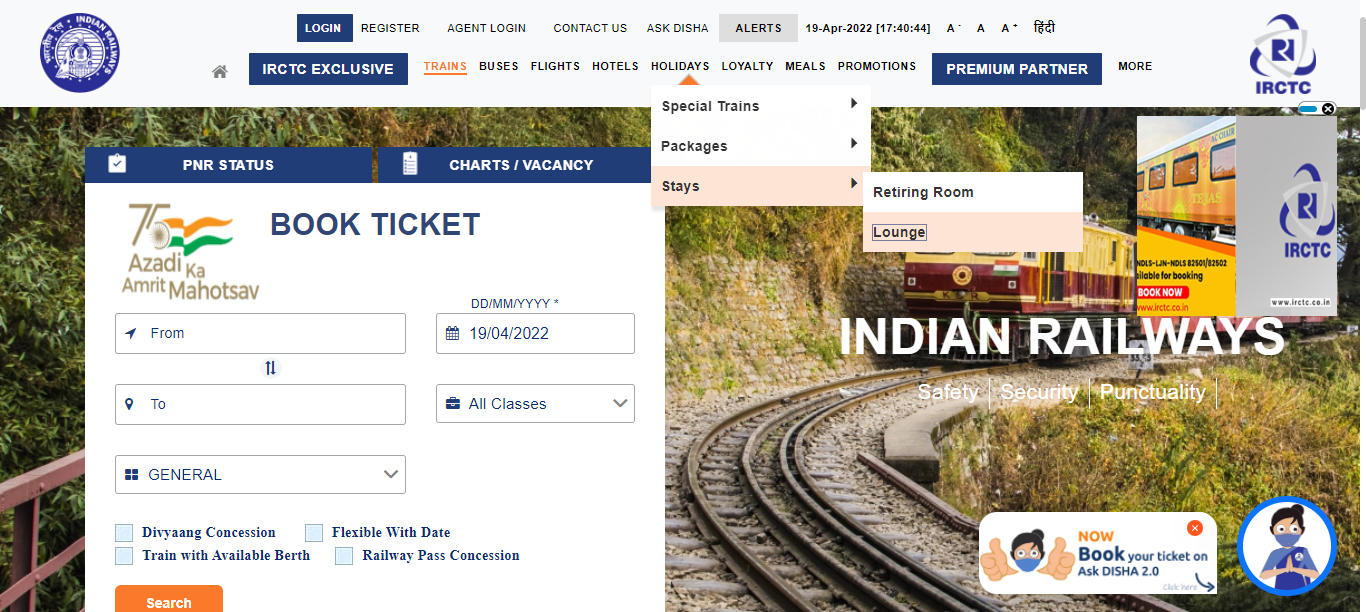 भारतीय रेल INDIAN RAILWAYS
LOGIN REGISTER AGENT LOGIN CONTACT US ASK DISHA ALERTS 19-Apr-2022 [17:40:44] A- A A+ हिंदी
IRCTC EXCLUSIVE TRAINS BUSES FLIGHTS HOTELS HOLIDAYS LOYALTY MEALS PROMOTIONS PREMIUM PARTNER MORE
IRCTC
Special Trains
Packages
Stays
Retiring Room
Lounge
PNR STATUS CHARTS / VACANCY
75
Azadi Ka
Amrit Mahotsav
BOOK TICKET
DD/MM/YYYY *
From 19/04/2022
To All Classes
GENERAL
Divyaang Concession Flexible With Date
Train with Available Berth Railway Pass Concession
Search
AC CHAIR
TEJAS
NDLS-LJN-NDLS 82501/82502
ailable for booking
BOOK NOW
www.irctc.co.in
IRCTC
www.irctc.co.in
INDIAN RAILWAYS
Safety Security Punctuality
NOW
Book your ticket on
Ask DISHA 2.0
Click here